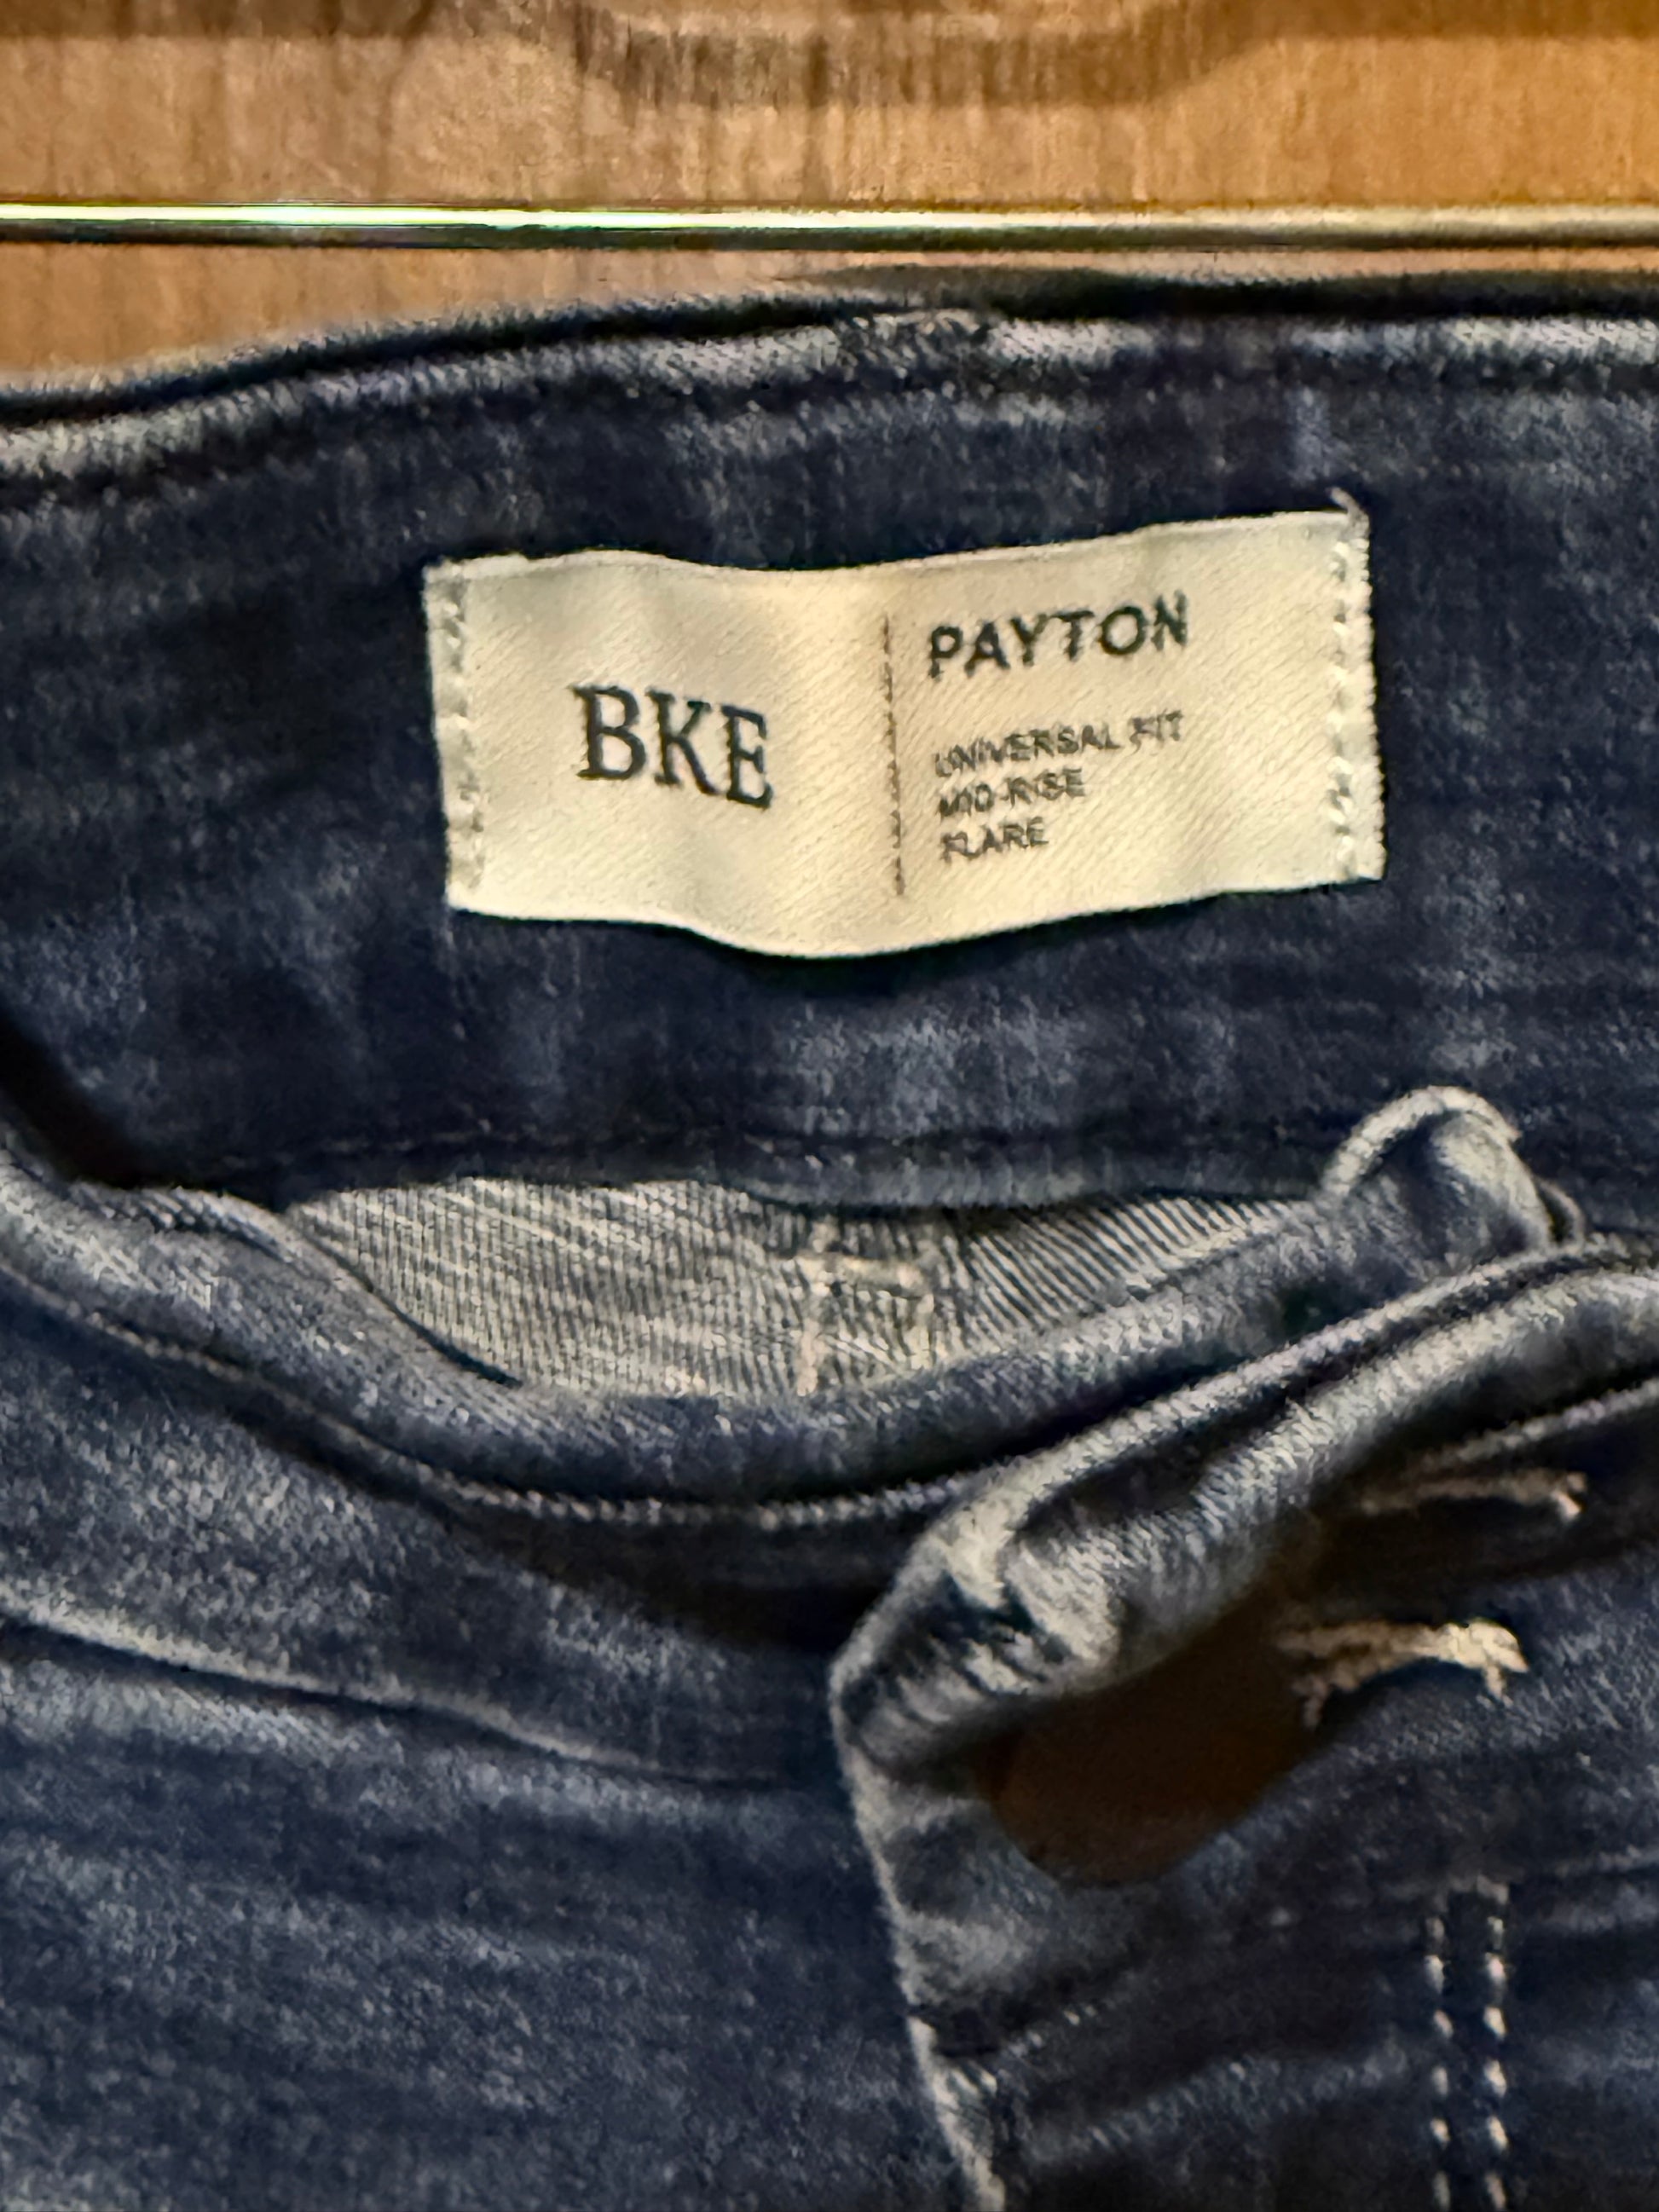 BKE
PAYTON
UNIVERSAL FIT
MID-RISE
FLARE